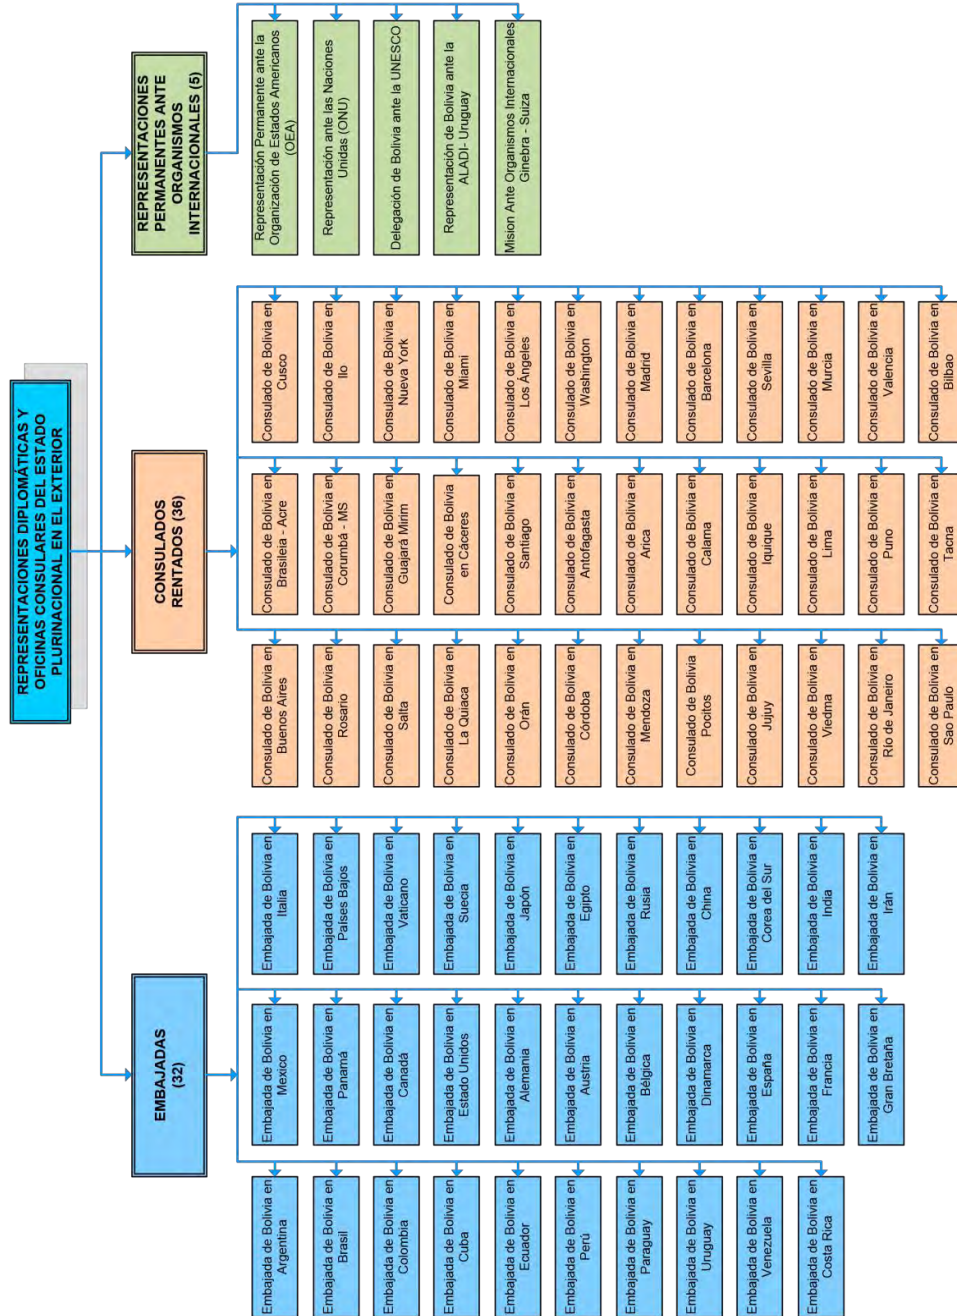 REPRESENTACIONES DIPLOMÁTICAS Y
OFICINAS CONSULARES DEL ESTADO
PLURINACIONAL EN EL EXTERIOR
EMBAJADAS
(32)
Embajada de Bolivia en
Argentina
Embajada de Bolivia en
Brasil
Embajada de Bolivia en
Colombia
Embajada de Bolivia en
Cuba
Embajada de Bolivia en
Ecuador
Embajada de Bolivia en
Perú
Embajada de Bolivia en
Paraguay
Embajada de Bolivia en
Uruguay
Embajada de Bolivia en
Venezuela
Embajada de Bolivia en
Costa Rica
Embajada de Bolivia en
Mexico
Embajada de Bolivia en
Panamá
Embajada de Bolivia en
Canadá
Embajada de Bolivia en
Estado Unidos
Embajada de Bolivia en
Alemania
Embajada de Bolivia en
Austria
Embajada de Bolivia en
Bélgica
Embajada de Bolivia en
Dinamarca
Embajada de Bolivia en
España
Embajada de Bolivia en
Francia
Embajada de Bolivia en
Gran Bretaña
Embajada de Bolivia en
Italia
Embajada de Bolivia en
Países Bajos
Embajada de Bolivia en
Vaticano
Embajada de Bolivia en
Suecia
Embajada de Bolivia en
Japón
Embajada de Bolivia en
Egipto
Embajada de Bolivia en
Rusia
Embajada de Bolivia en
China
Embajada de Bolivia en
Corea del Sur
Embajada de Bolivia en
India
Embajada de Bolivia en
Irán
CONSULADOS
RENTADOS (36)
Consulado de Bolivia en
Buenos Aires
Consulado de Bolivia en
Rosario
Consulado de Bolivia en
Salta
Consulado de Bolivia en
La Quiaca
Consulado de Bolivia en
Orán
Consulado de Bolivia en
Córdoba
Consulado de Bolivia en
Mendoza
Consulado de Bolivia
Pocitos
Consulado de Bolivia en
Jujuy
Consulado de Bolivia en
Viedma
Consulado de Bolivia en
Río de Janeiro
Consulado de Bolivia en
Sao Paulo
Consulado de Bolivia en
Brasileia - Acre
Consulado de Bolivia en
Corumbá - MS
Consulado de Bolivia en
Guajará Mirim
Consulado de Bolivia
en Cáceres
Consulado de Bolivia en
Santiago
Consulado de Bolivia en
Antofagasta
Consulado de Bolivia en
Arica
Consulado de Bolivia en
Calama
Consulado de Bolivia en
Iquique
Consulado de Bolivia en
Lima
Consulado de Bolivia en
Puno
Consulado de Bolivia en
Tacna
Consulado de Bolivia en
Cusco
Consulado de Bolivia en
Ilo
Consulado de Bolivia en
Nueva York
Consulado de Bolivia en
Miami
Consulado de Bolivia en
Los Ángeles
Consulado de Bolivia en
Washington
Consulado de Bolivia en
Madrid
Consulado de Bolivia en
Barcelona
Consulado de Bolivia en
Sevilla
Consulado de Bolivia en
Murcia
Consulado de Bolivia en
Valencia
Consulado de Bolivia en
Bilbao
REPRESENTACIONES
PERMANENTES ANTE
ORGANISMOS
INTERNACIONALES (5)
Representación Permanente ante la
Organización de Estados Americanos
(OEA)
Representación ante las Naciones
Unidas (ONU)
Delegación de Bolivia ante la UNESCO
Representación de Bolivia ante la
ALADI- Uruguay
Mision Ante Organismos Internacionales
Ginebra - Suiza